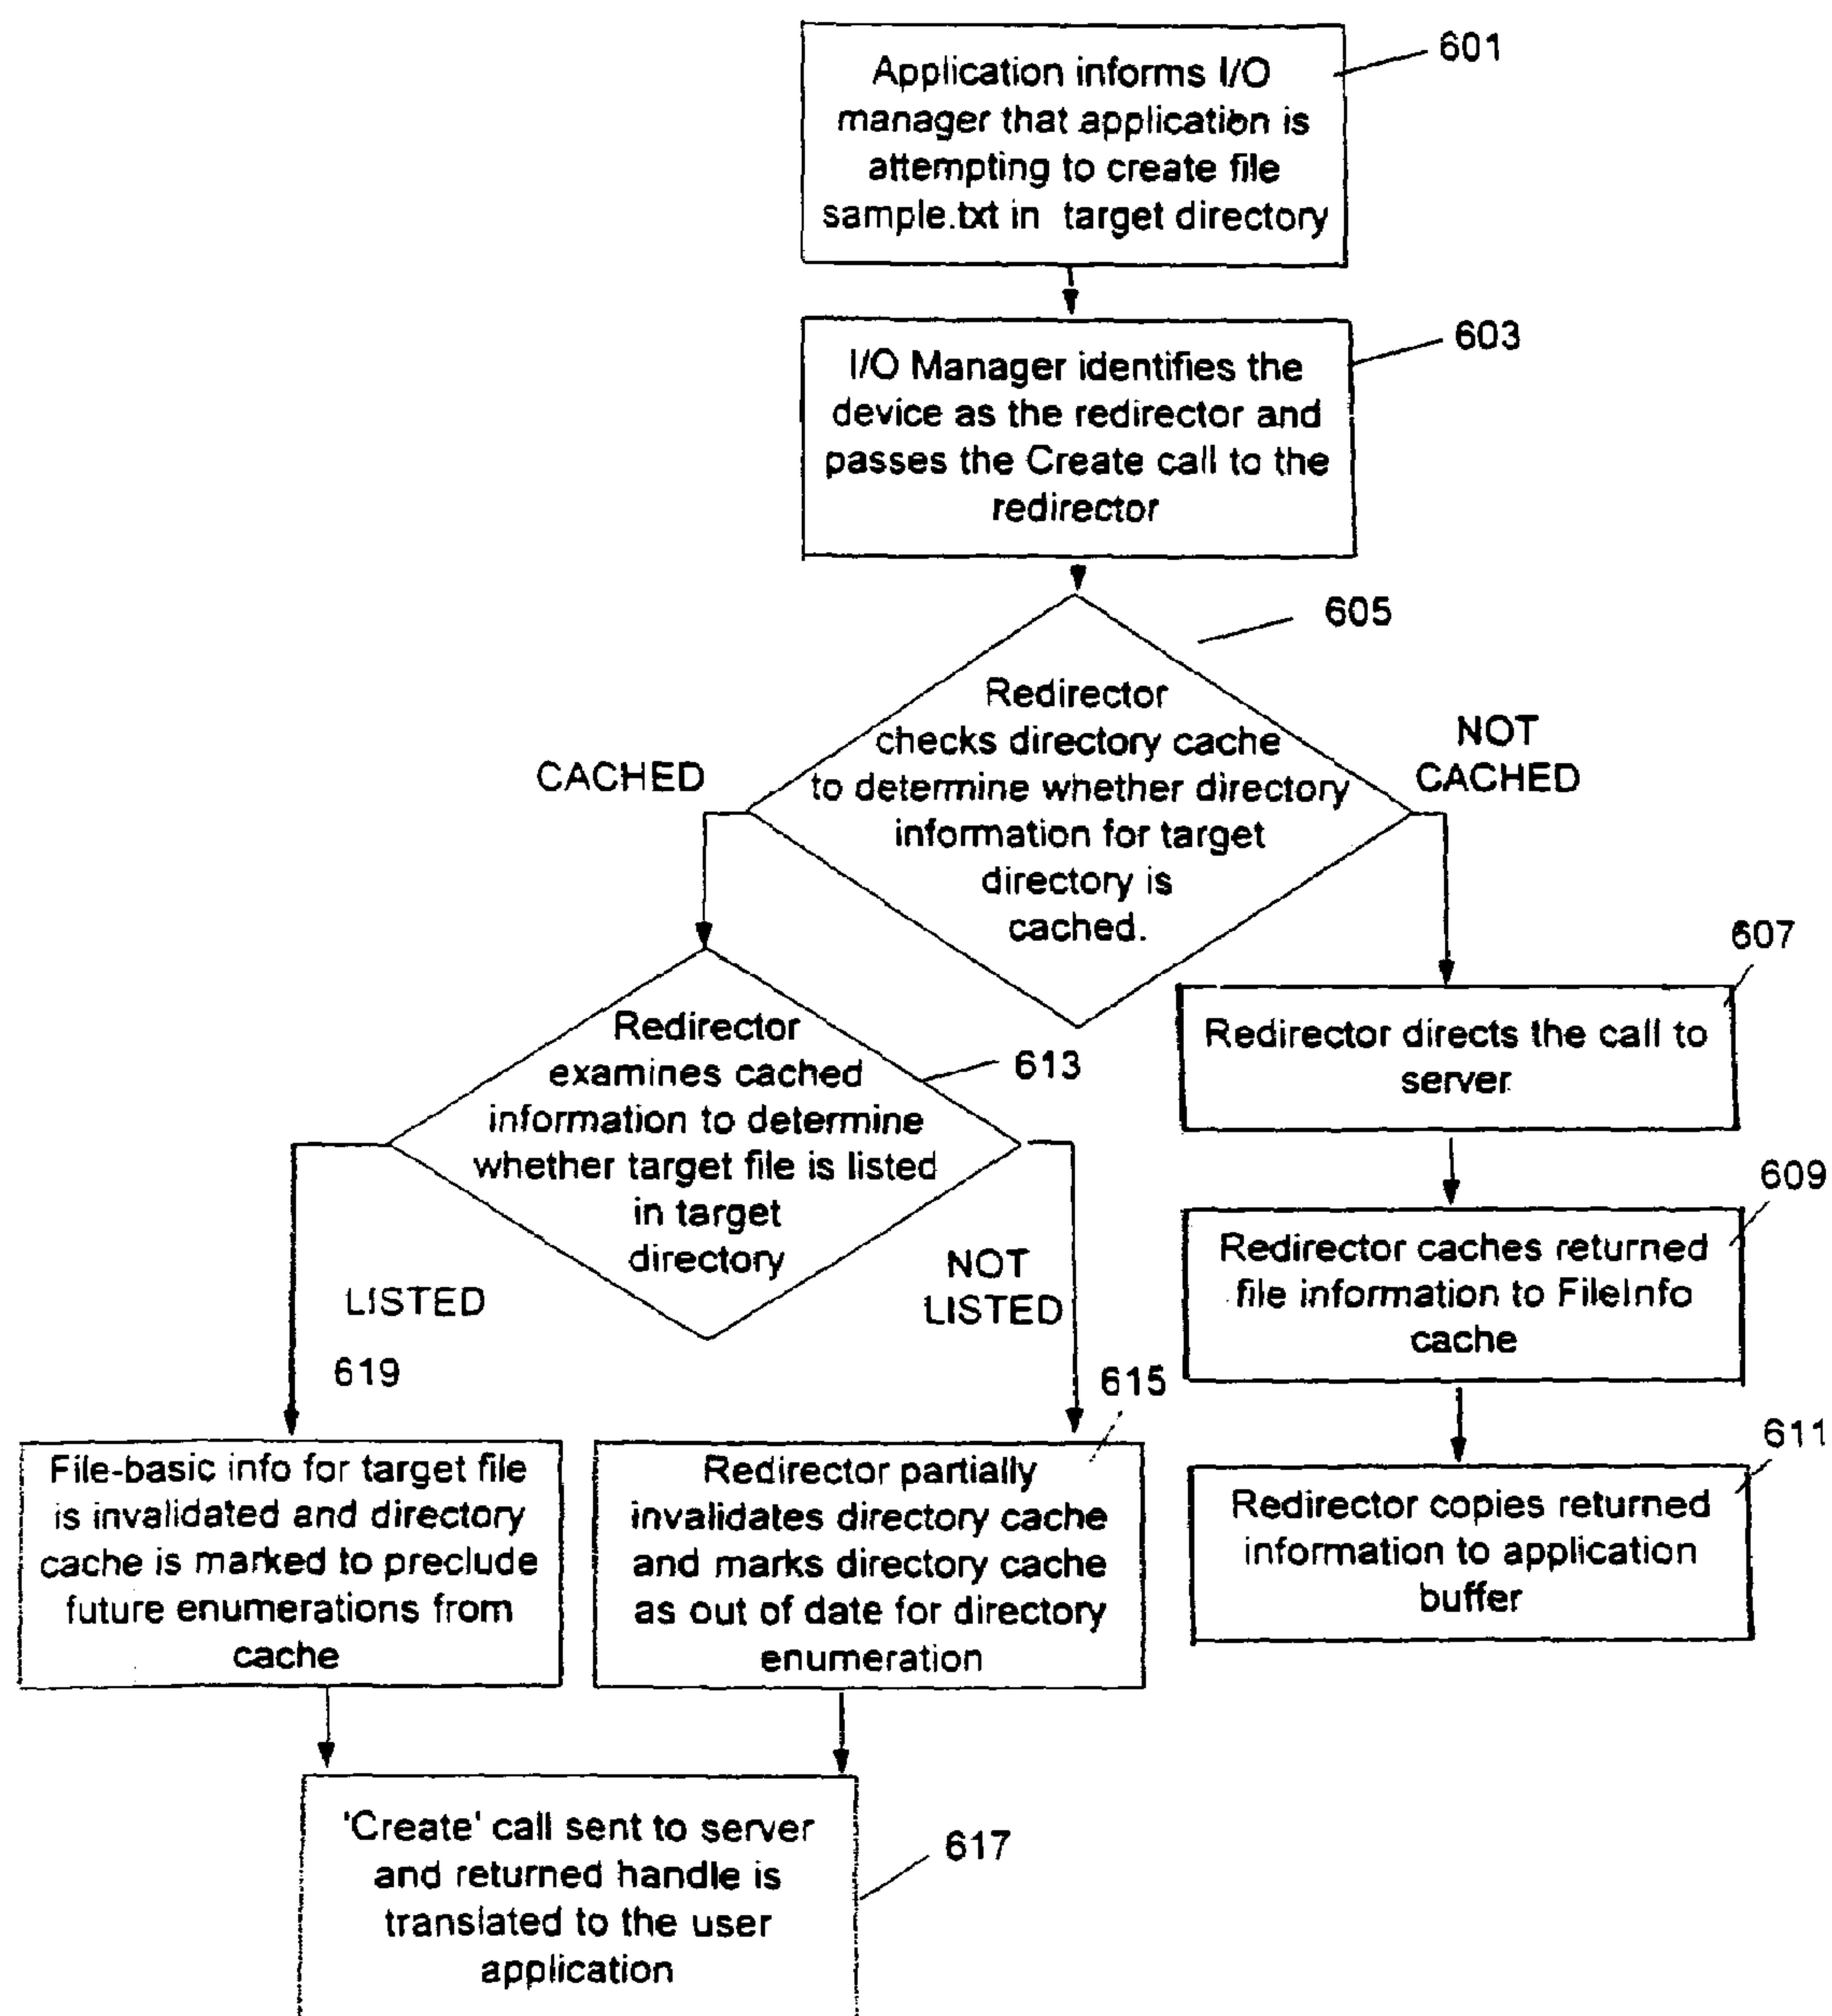 601
Application informs I/O
manager that application is
attempting to create file
sample.txt in target directory
603
I/O Manager identifies the
device as the redirector and
passes the Create call to the
redirector
605
Redirector
checks directory cache
to determine whether directory
information for target
directory is
cached.
CACHED
NOT
CACHED
607
Redirector directs the call to
server
Redirector
examines cached
information to determine
whether target file is listed
in target
directory
613
609
Redirector caches returned
file information to FileInfo
cache
LISTED
NOT
LISTED
619
615
611
File-basic info for target file
is invalidated and directory
cache is marked to preclude
future enumerations from
cache
Redirector partially
invalidates directory cache
and marks directory cache
as out of date for directory
enumeration
Redirector copies returned
information to application
buffer
'Create' call sent to server
and returned handle is
translated to the user
application
617